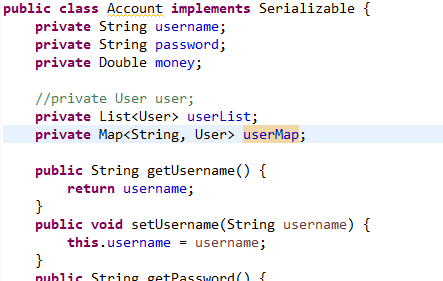 public class Account implements Serializable {
    private String username;
    private String password;
    private Double money;

    //private User user;
    private List<User> userList;
    private Map<String, User> userMap;

    public String getUsername() {
        return username;
    }
    public void setUsername(String username) {
        this.username = username;
    }
    public String getPassword() {